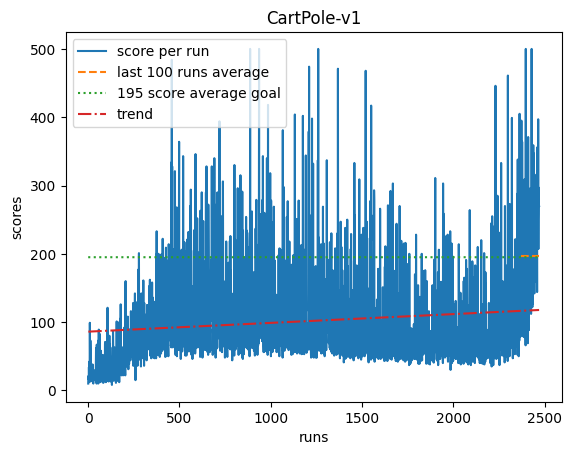 CartPole-v1
500
400
300
200
100
0
scores
score per run
last 100 runs average
195 score average goal
trend
0
500
1000
1500
2000
2500
runs